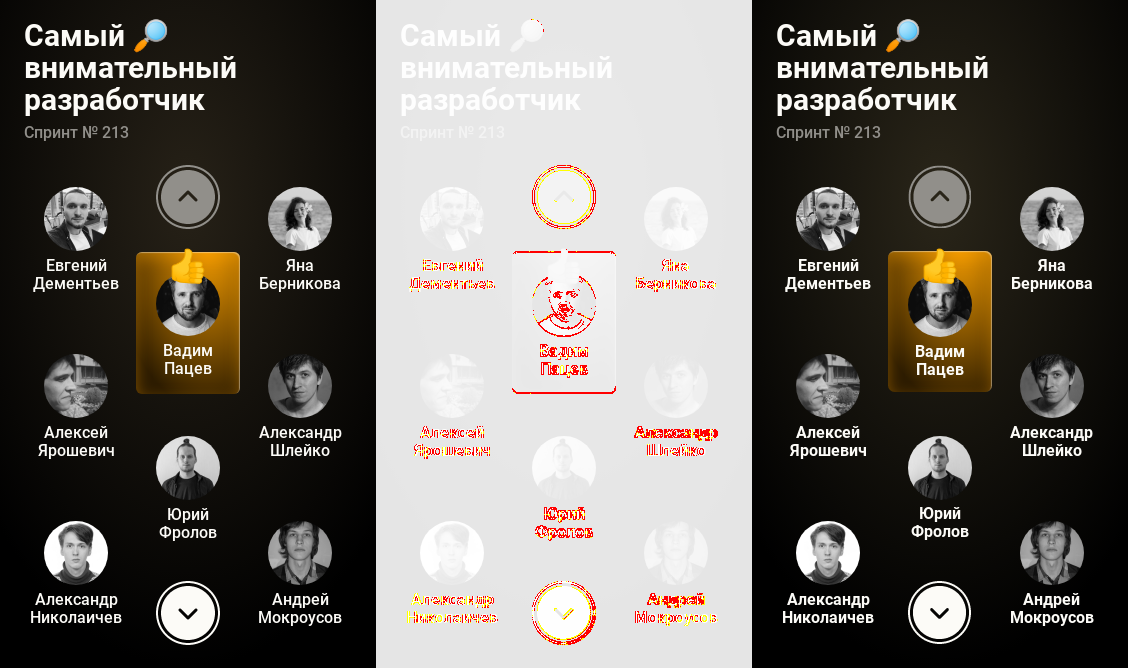 Самый 🔎
внимательный
разработчик
Спринт № 213
Евгений
Дементьев
Яна
Берникова
Вадим
Пацев
Алексей
Ярошевич
Александр
Шлейко
Юрий
Фролов
Александр
Николаичев
Андрей
Мокроусов
Самый 🔎
внимательный
разработчик
Спринт № 213
Евгений
Дементьев
Яна
Берникова
Вадим
Пацев
Алексей
Ярошевич
Александр
Шлейко
Юрий
Фролов
Александр
Николаичев
Андрей
Мокроусов
Самый 🔎
внимательный
разработчик
Спринт № 213
Евгений
Дементьев
Яна
Берникова
Вадим
Пацев
Алексей
Ярошевич
Александр
Шлейко
Юрий
Фролов
Александр
Николаичев
Андрей
Мокроусов